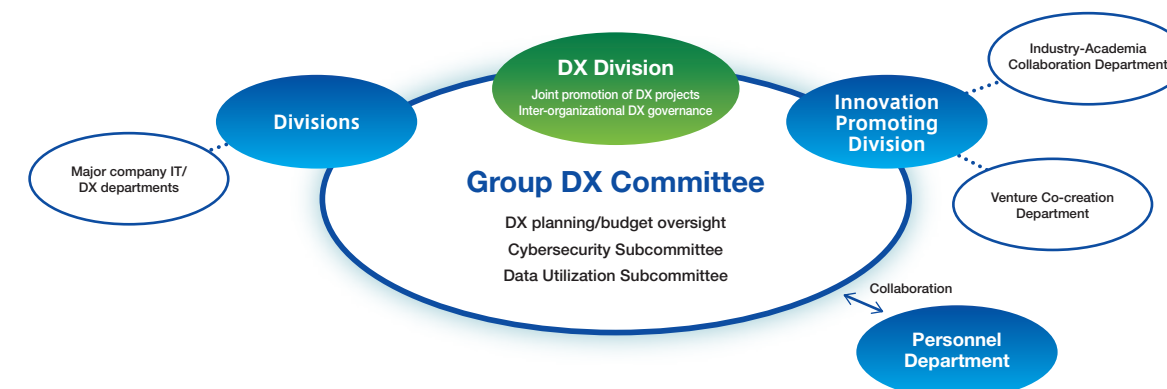 DX Division
Joint promotion of DX projects
Inter-organizational DX governance
Divisions
Major company IT/
DX departments
Innovation
Promoting
Division
Industry-Academia
Collaboration Department
Venture Co-creation
Department
Group DX Committee
DX planning/budget oversight
Cybersecurity Subcommittee
Data Utilization Subcommittee
Collaboration
Personnel
Department